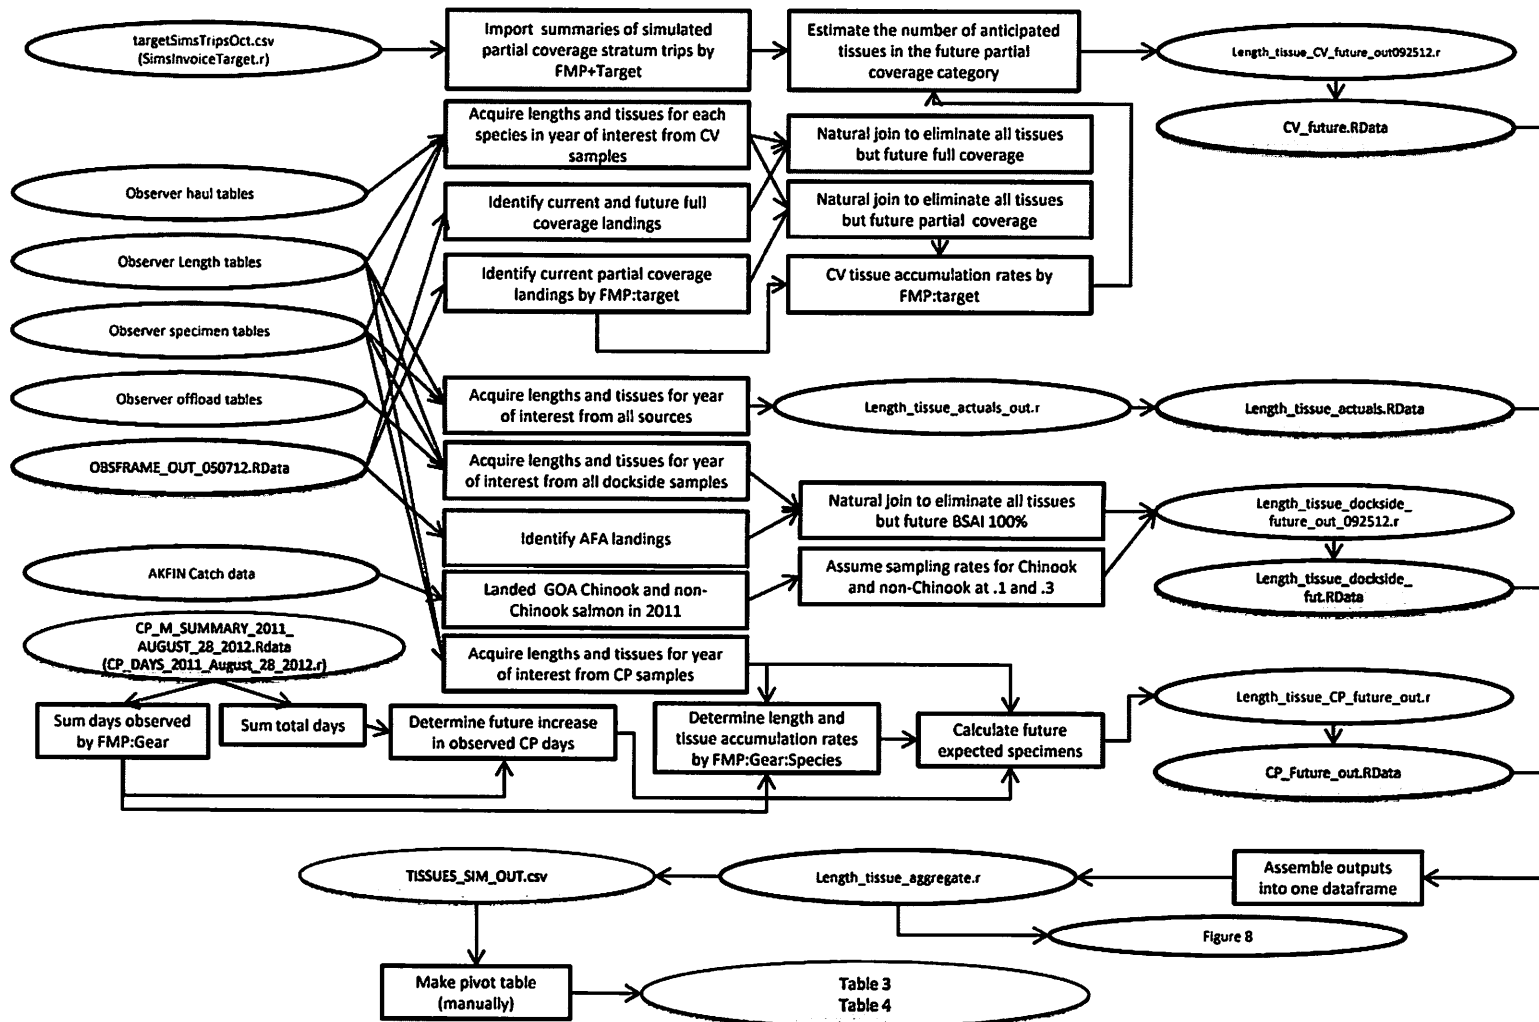 targetSimsTripsOct.csv
(SimsInvoiceTarget.r)
Import summaries of simulated
partial coverage stratum trips by
FMP+Target
Estimate the number of anticipated
tissues in the future partial
coverage category
Length_tissue_CV_future_out092512.r
CV_future.RData
Acquire lengths and tissues for each
species in year of interest from CV
samples
Natural join to eliminate all tissues
but future full coverage
Observer haul tables
Identify current and future full
coverage landings
Natural join to eliminate all tissues
but future partial coverage
Observer Length tables
Identify current partial coverage
landings by FMP:target
CV tissue accumulation rates by
FMP:target
Observer specimen tables
Observer offload tables
Acquire lengths and tissues for year
of interest from all sources
Length_tissue_actuals_out.r
Length_tissue_actuals.RData
OBSFRAME_OUT_050712.RData
Acquire lengths and tissues for year
of interest from all dockside samples
Natural join to eliminate all tissues
but future BSAI 100%
Length_tissue_dockside_
future_out_092512.r
Identify AFA landings
AKFIN Catch data
Landed GOA Chinook and non-
Chinook salmon in 2011
Assume sampling rates for Chinook
and non-Chinook at .1 and .3
Length_tissue_dockside_
fut.RData
CP_M_SUMMARY_2011_
AUGUST_28_2012.Rdata
(CP_DAYS_2011_August_28_2012.r)
Acquire lengths and tissues for year
of interest from CP samples
Sum days observed
by FMP:Gear
Sum total days
Determine future increase
in observed CP days
Determine length and
tissue accumulation rates
by FMP:Gear:Species
Calculate future
expected specimens
Length_tissue_CP_future_out.r
CP_Future_out.RData
TISSUES_SIM_OUT.csv
Length_tissue_aggregate.r
Assemble outputs
into one dataframe
Figure 8
Make pivot table
(manually)
Table 3
Table 4